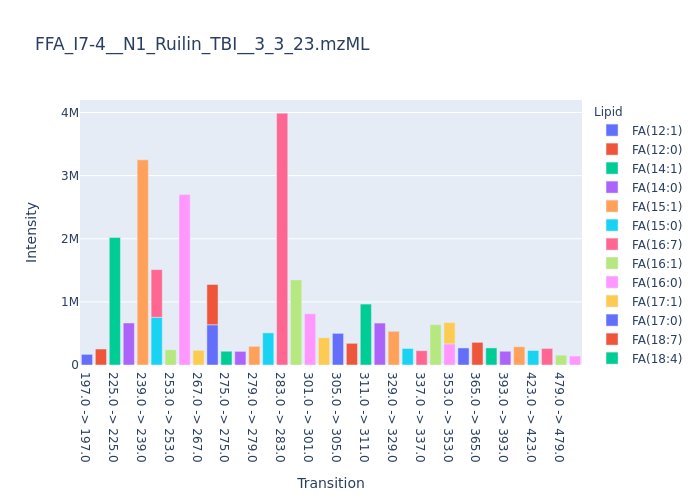 FFA_I7-4__N1_Ruilin_TBI__3_3_23.mzML
Lipid
FA(12:1)
FA(12:0)
FA(14:1)
FA(14:0)
FA(15:1)
FA(15:0)
FA(16:7)
FA(16:1)
FA(16:0)
FA(17:1)
FA(17:0)
FA(18:7)
FA(18:4)
Intensity
4M
3M
2M
1M
0
197.0 -> 197.0
225.0 -> 225.0
239.0 -> 239.0
253.0 -> 253.0
267.0 -> 267.0
275.0 -> 275.0
279.0 -> 279.0
283.0 -> 283.0
301.0 -> 301.0
305.0 -> 305.0
311.0 -> 311.0
329.0 -> 329.0
337.0 -> 337.0
353.0 -> 353.0
365.0 -> 365.0
393.0 -> 393.0
423.0 -> 423.0
479.0 -> 479.0
Transition